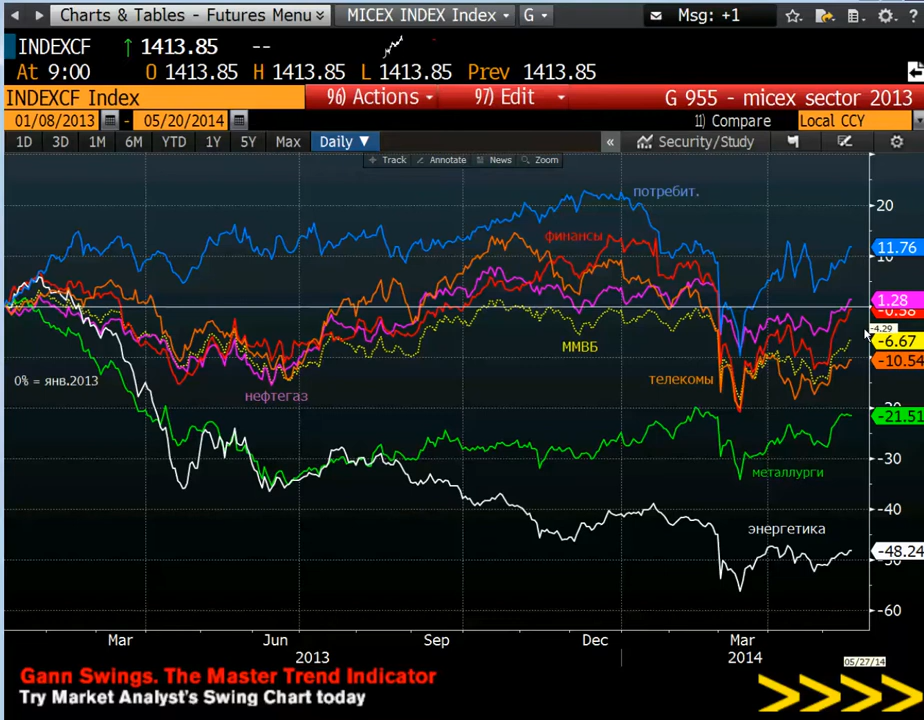 Charts & Tables - Futures Menu MICEX INDEX Index G Msg: +1 ?
INDEXCF 1413.85 --
At 9:00 O 1413.85 H 1413.85 L 1413.85 Prev 1413.85
INDEXCF Index 96) Actions 97) Edit G 955 - micex sector 2013
01/08/2013 - 05/20/2014 11) Compare Local CCY
1D 3D 1M 6M YTD 1Y 5Y Max Daily ▼ « Security/Study
+ Track Annotate News Zoom
потребит.
20
финансы
11.76
10
1.28
-0.58
-4.29
ММВБ
-6.67
-10.54
телекомы
0% = янв.2013
нефтегаз
-20
-21.51
-30
металлурги
-40
энергетика
-48.24
-50
-60
Mar Jun Sep Dec Mar
2013 2014
05/27/14
Gann Swings. The Master Trend Indicator
Try Market Analyst's Swing Chart today